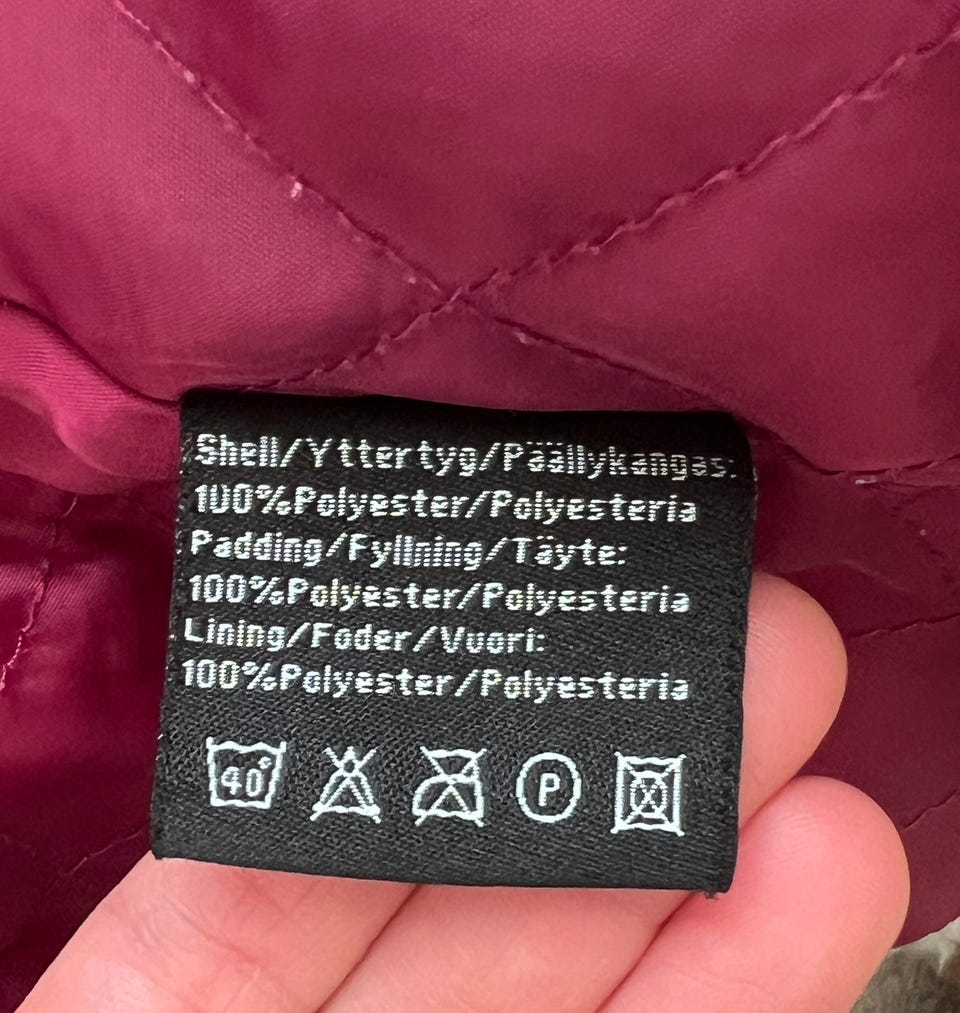 Shell/Yttertyg/Päällykangas:
100%Polyester/Polyesteria
Padding/Fyllning/Täyte:
100%Polyester/Polyesteria
Lining/Foder/Vuori:
100%Polyester/Polyesteria
40° P